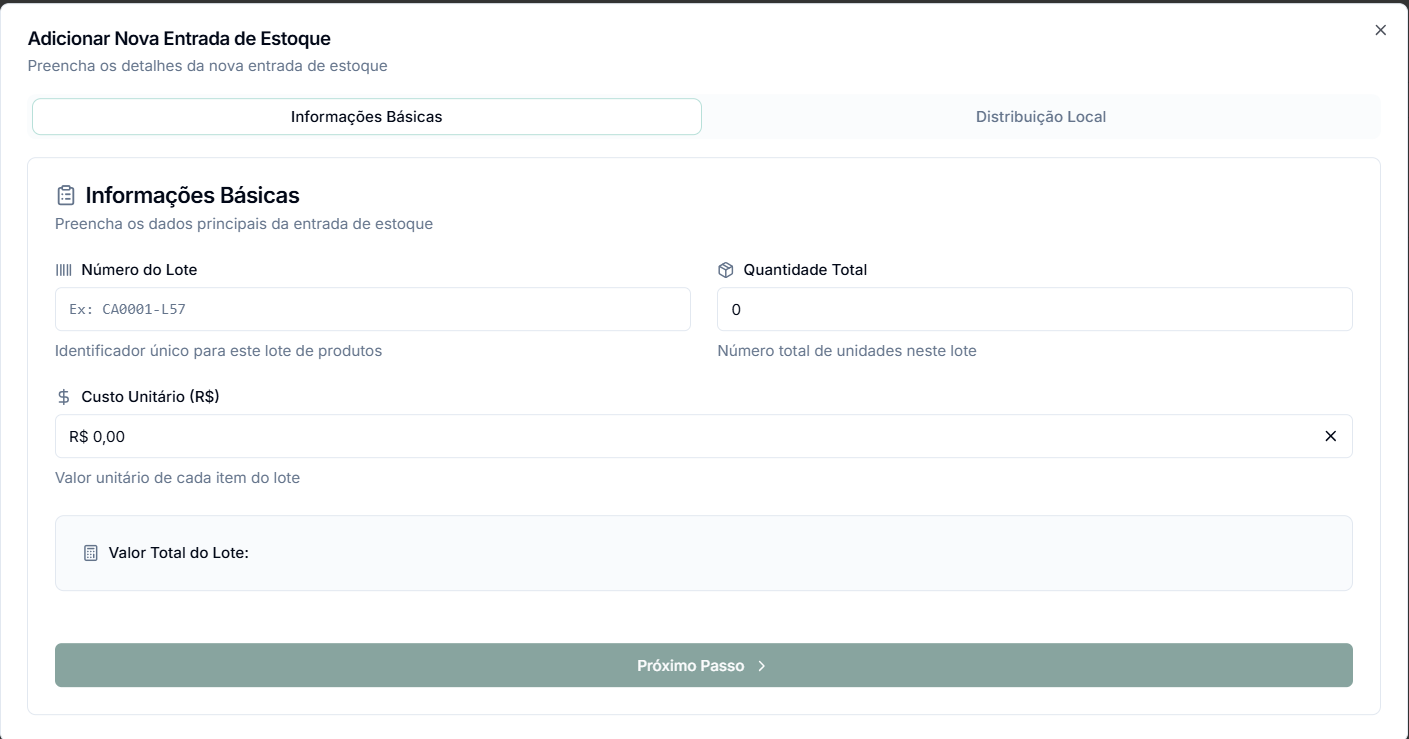 Adicionar Nova Entrada de Estoque
Preencha os detalhes da nova entrada de estoque
Informações Básicas
Distribuição Local
Informações Básicas
Preencha os dados principais da entrada de estoque
Número do Lote
Quantidade Total
Ex: CA0001-L57
0
Identificador único para este lote de produtos
Número total de unidades neste lote
Custo Unitário (R$)
R$ 0,00
Valor unitário de cada item do lote
Valor Total do Lote:
Próximo Passo